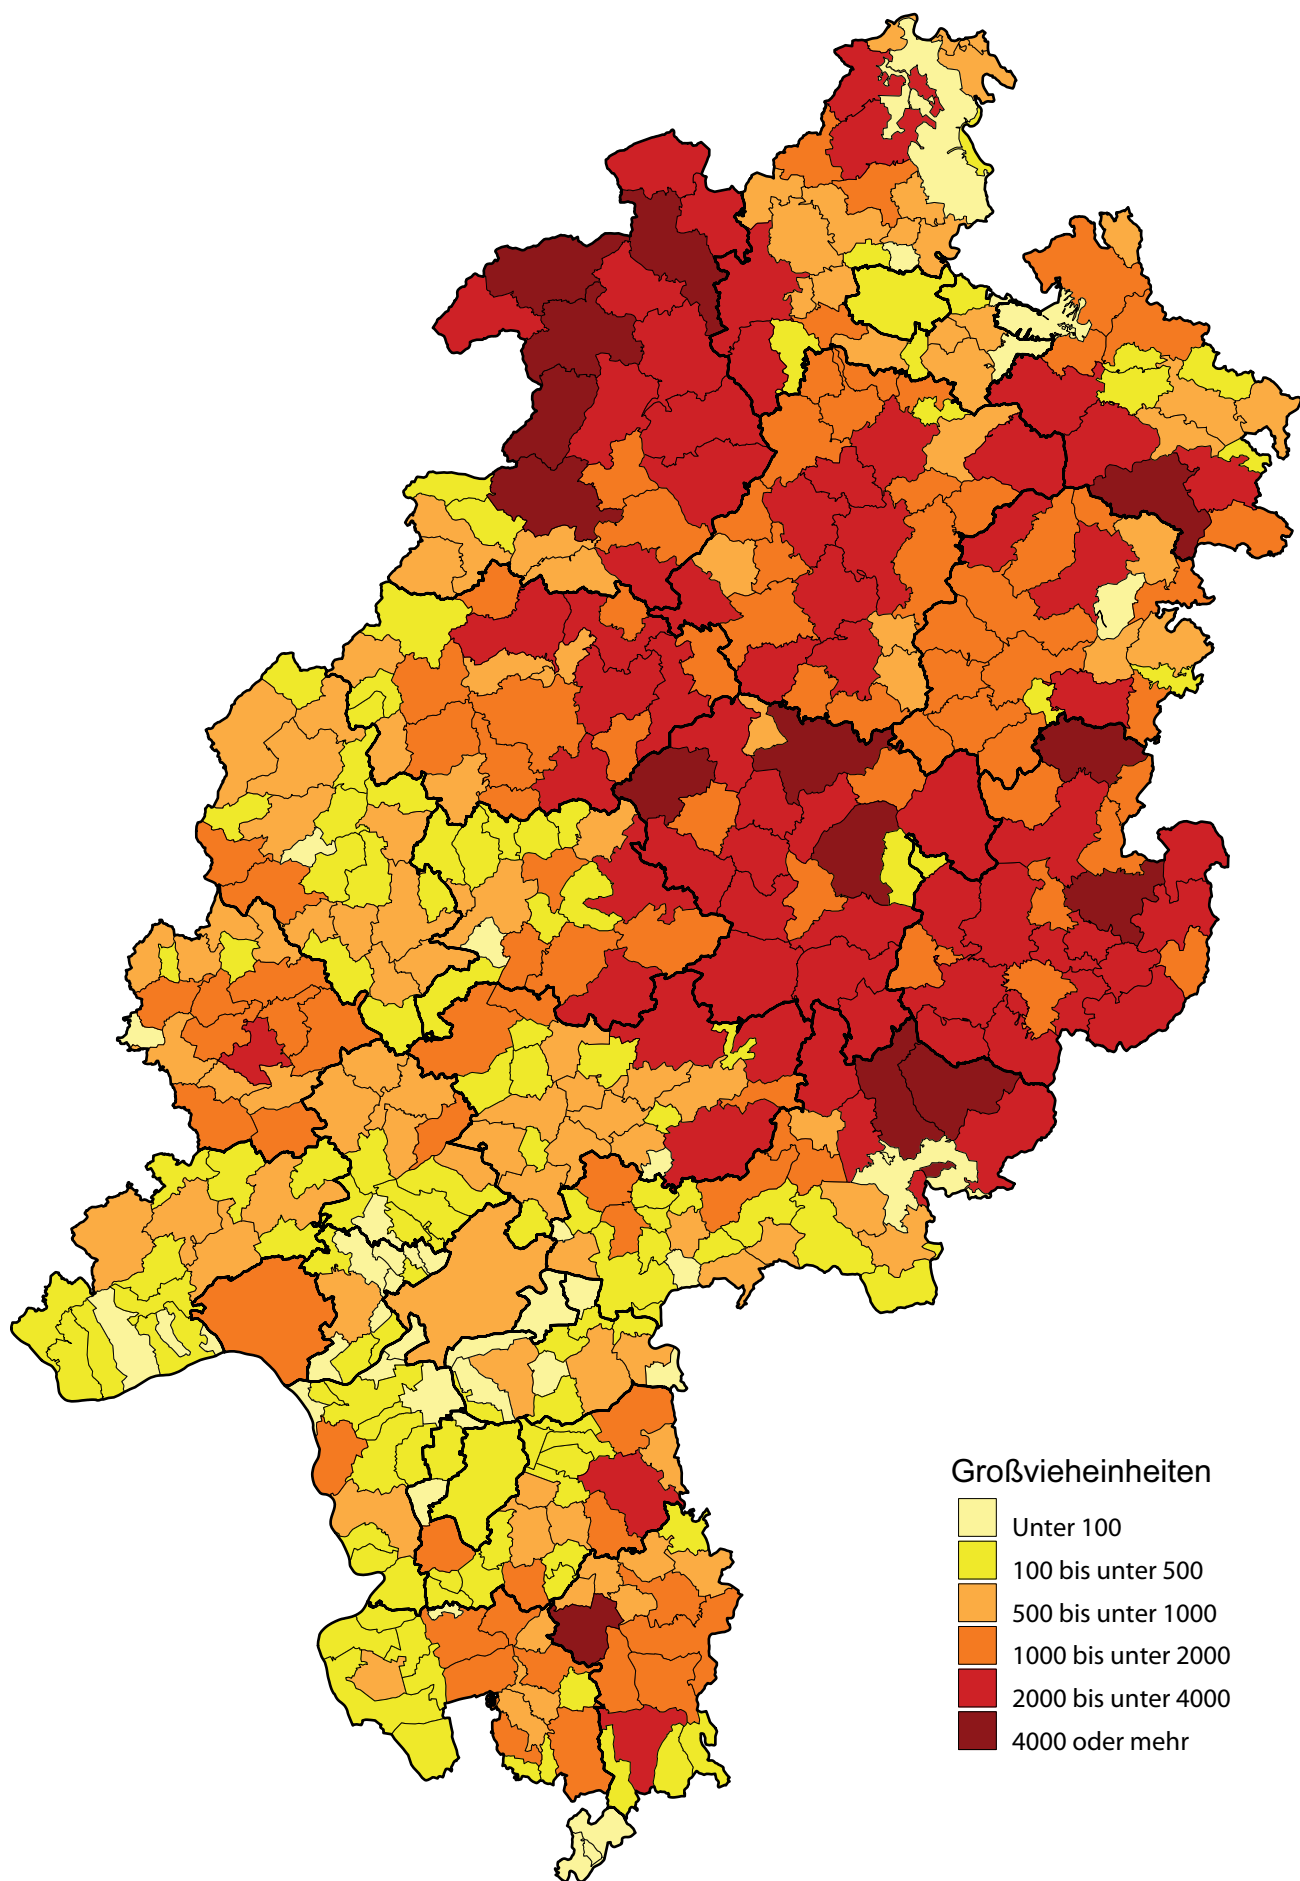 Großvieheinheiten
Unter 100
100 bis unter 500
500 bis unter 1000
1000 bis unter 2000
2000 bis unter 4000
4000 oder mehr